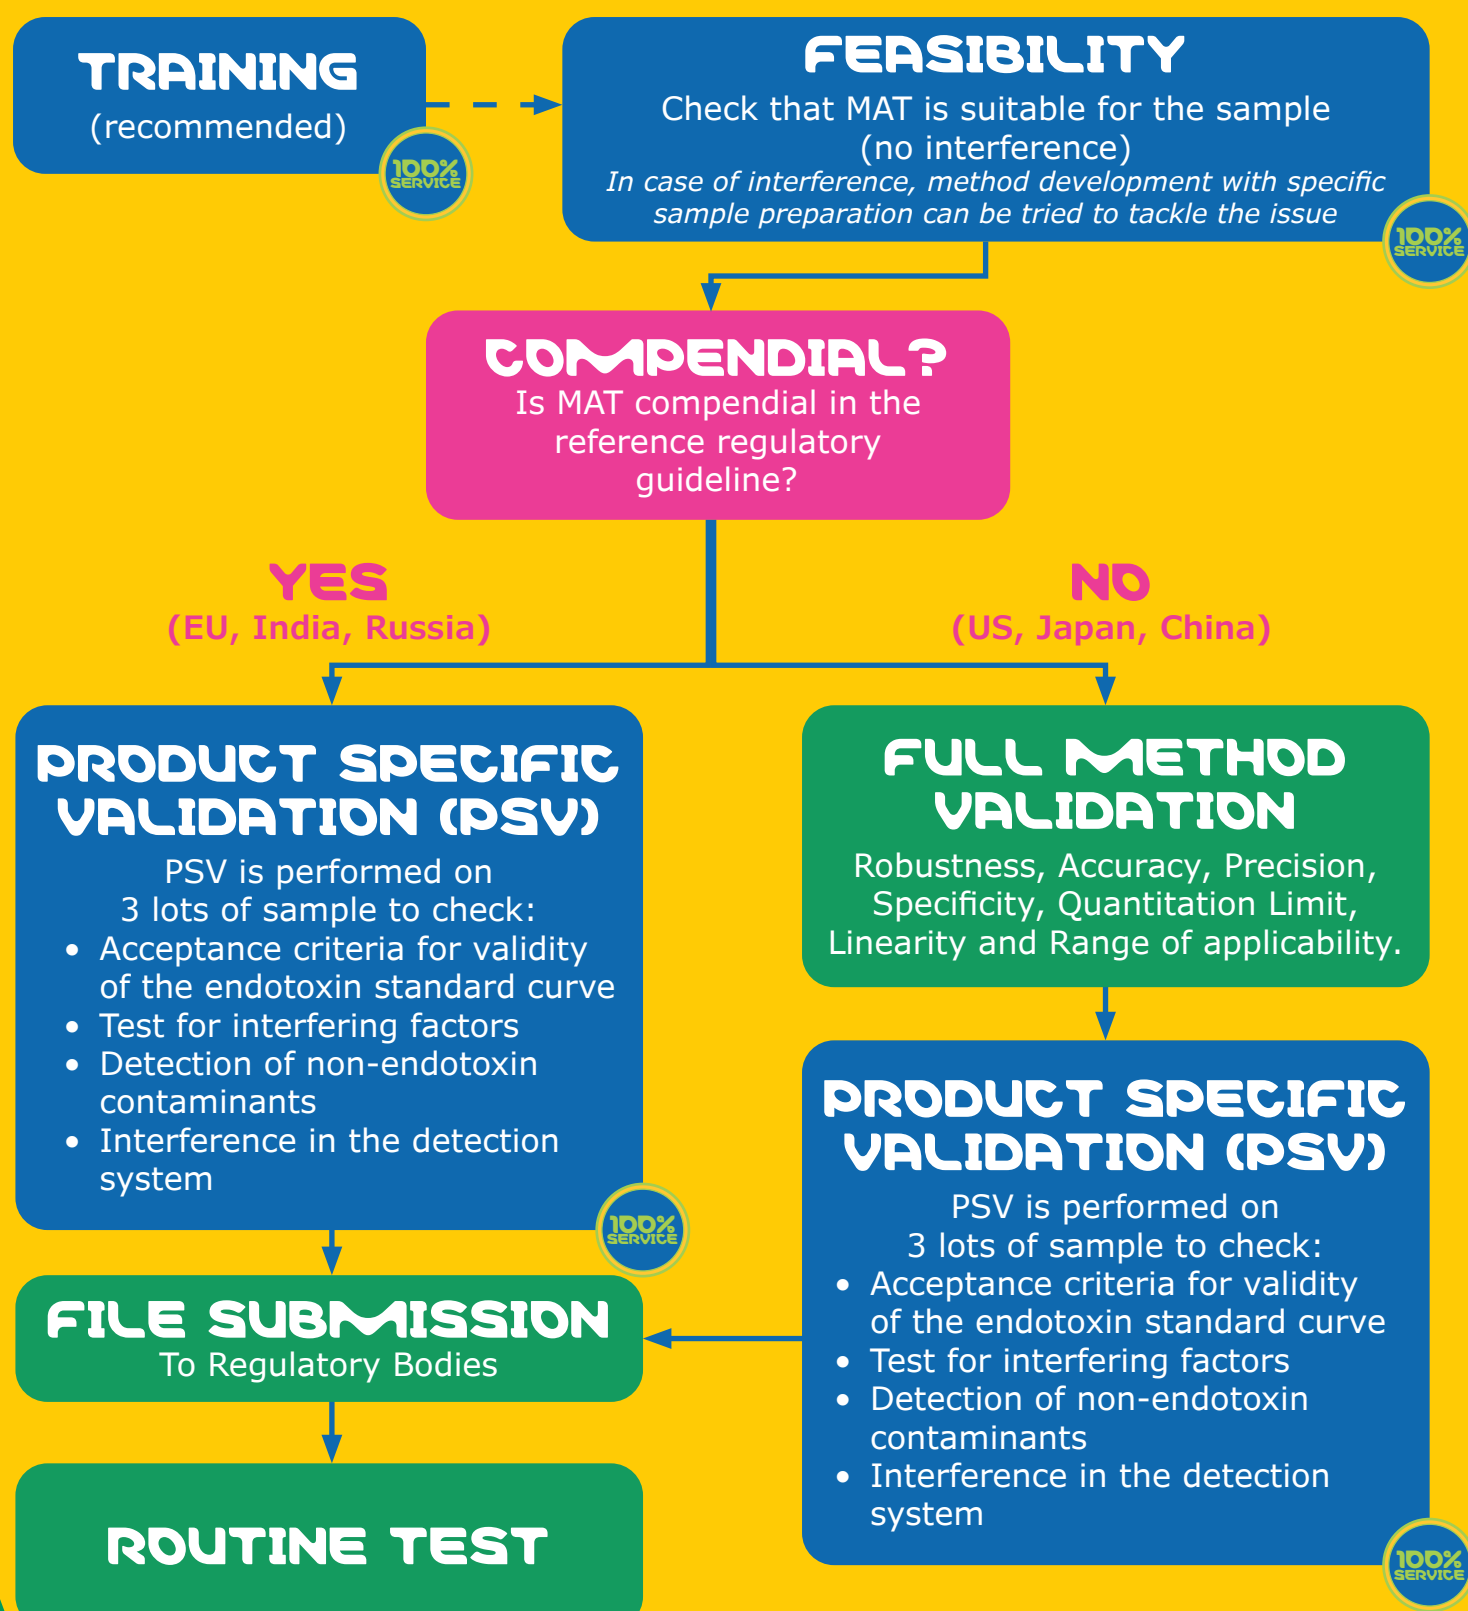 TRAINING
(recommended)
100%
SERVICE
FEASIBILITY
Check that MAT is suitable for the sample
(no interference)
In case of interference, method development with specific
sample preparation can be tried to tackle the issue
100%
SERVICE
COMPENDIAL?
Is MAT compendial in the
reference regulatory
guideline?
YES
(EU, India, Russia)
NO
(US, Japan, China)
PRODUCT SPECIFIC
VALIDATION (PSV)
PSV is performed on
3 lots of sample to check:
• Acceptance criteria for validity
of the endotoxin standard curve
• Test for interfering factors
• Detection of non-endotoxin
contaminants
• Interference in the detection
system
100%
SERVICE
FULL METHOD
VALIDATION
Robustness, Accuracy, Precision,
Specificity, Quantitation Limit,
Linearity and Range of applicability.
PRODUCT SPECIFIC
VALIDATION (PSV)
PSV is performed on
3 lots of sample to check:
• Acceptance criteria for validity
of the endotoxin standard curve
• Test for interfering factors
• Detection of non-endotoxin
contaminants
• Interference in the detection
system
100%
SERVICE
FILE SUBMISSION
To Regulatory Bodies
ROUTINE TEST